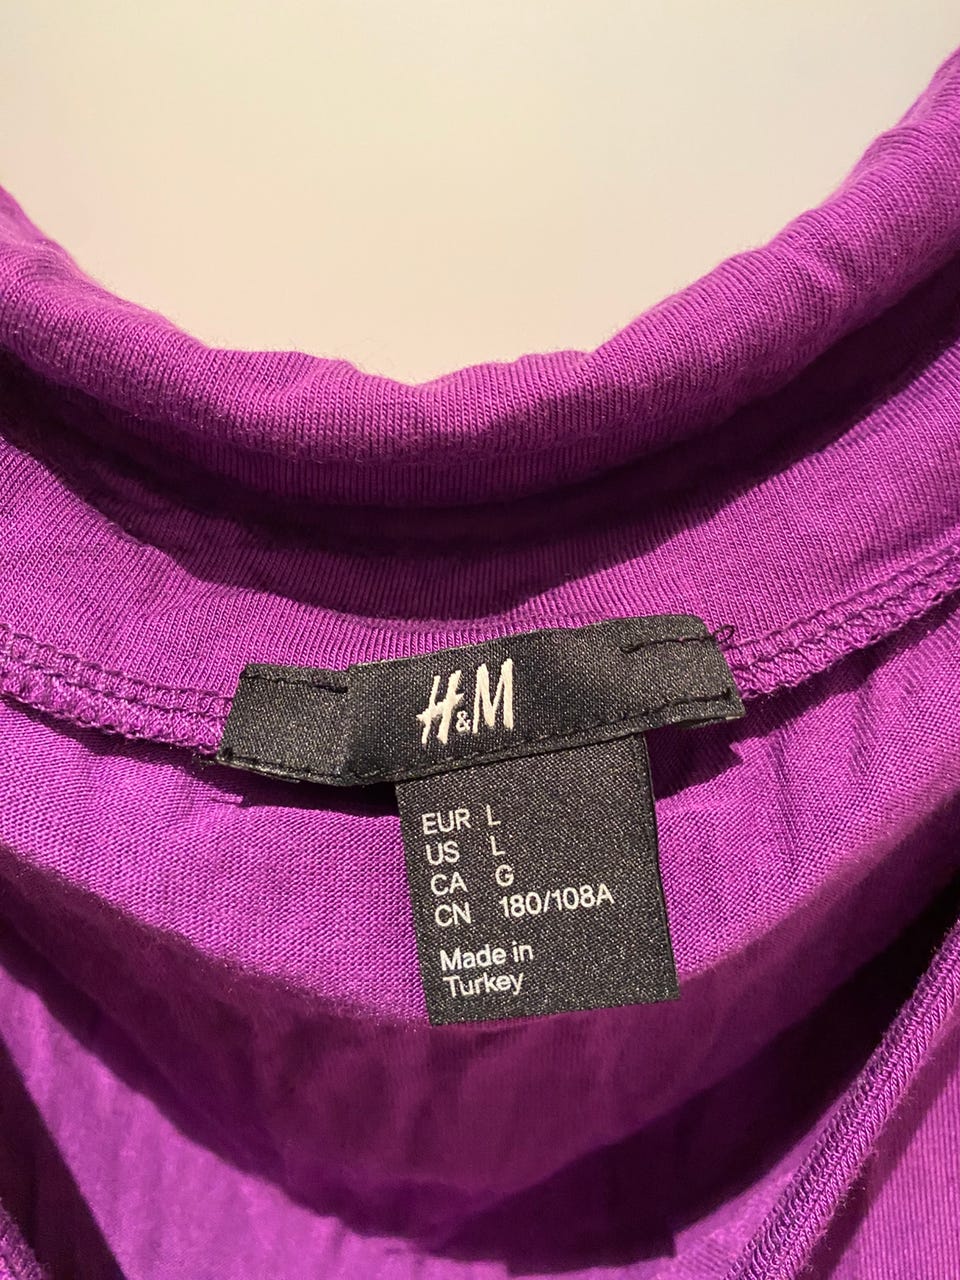 H&M
EUR L
US L
CA G
CN 180/108A
Made in
Turkey